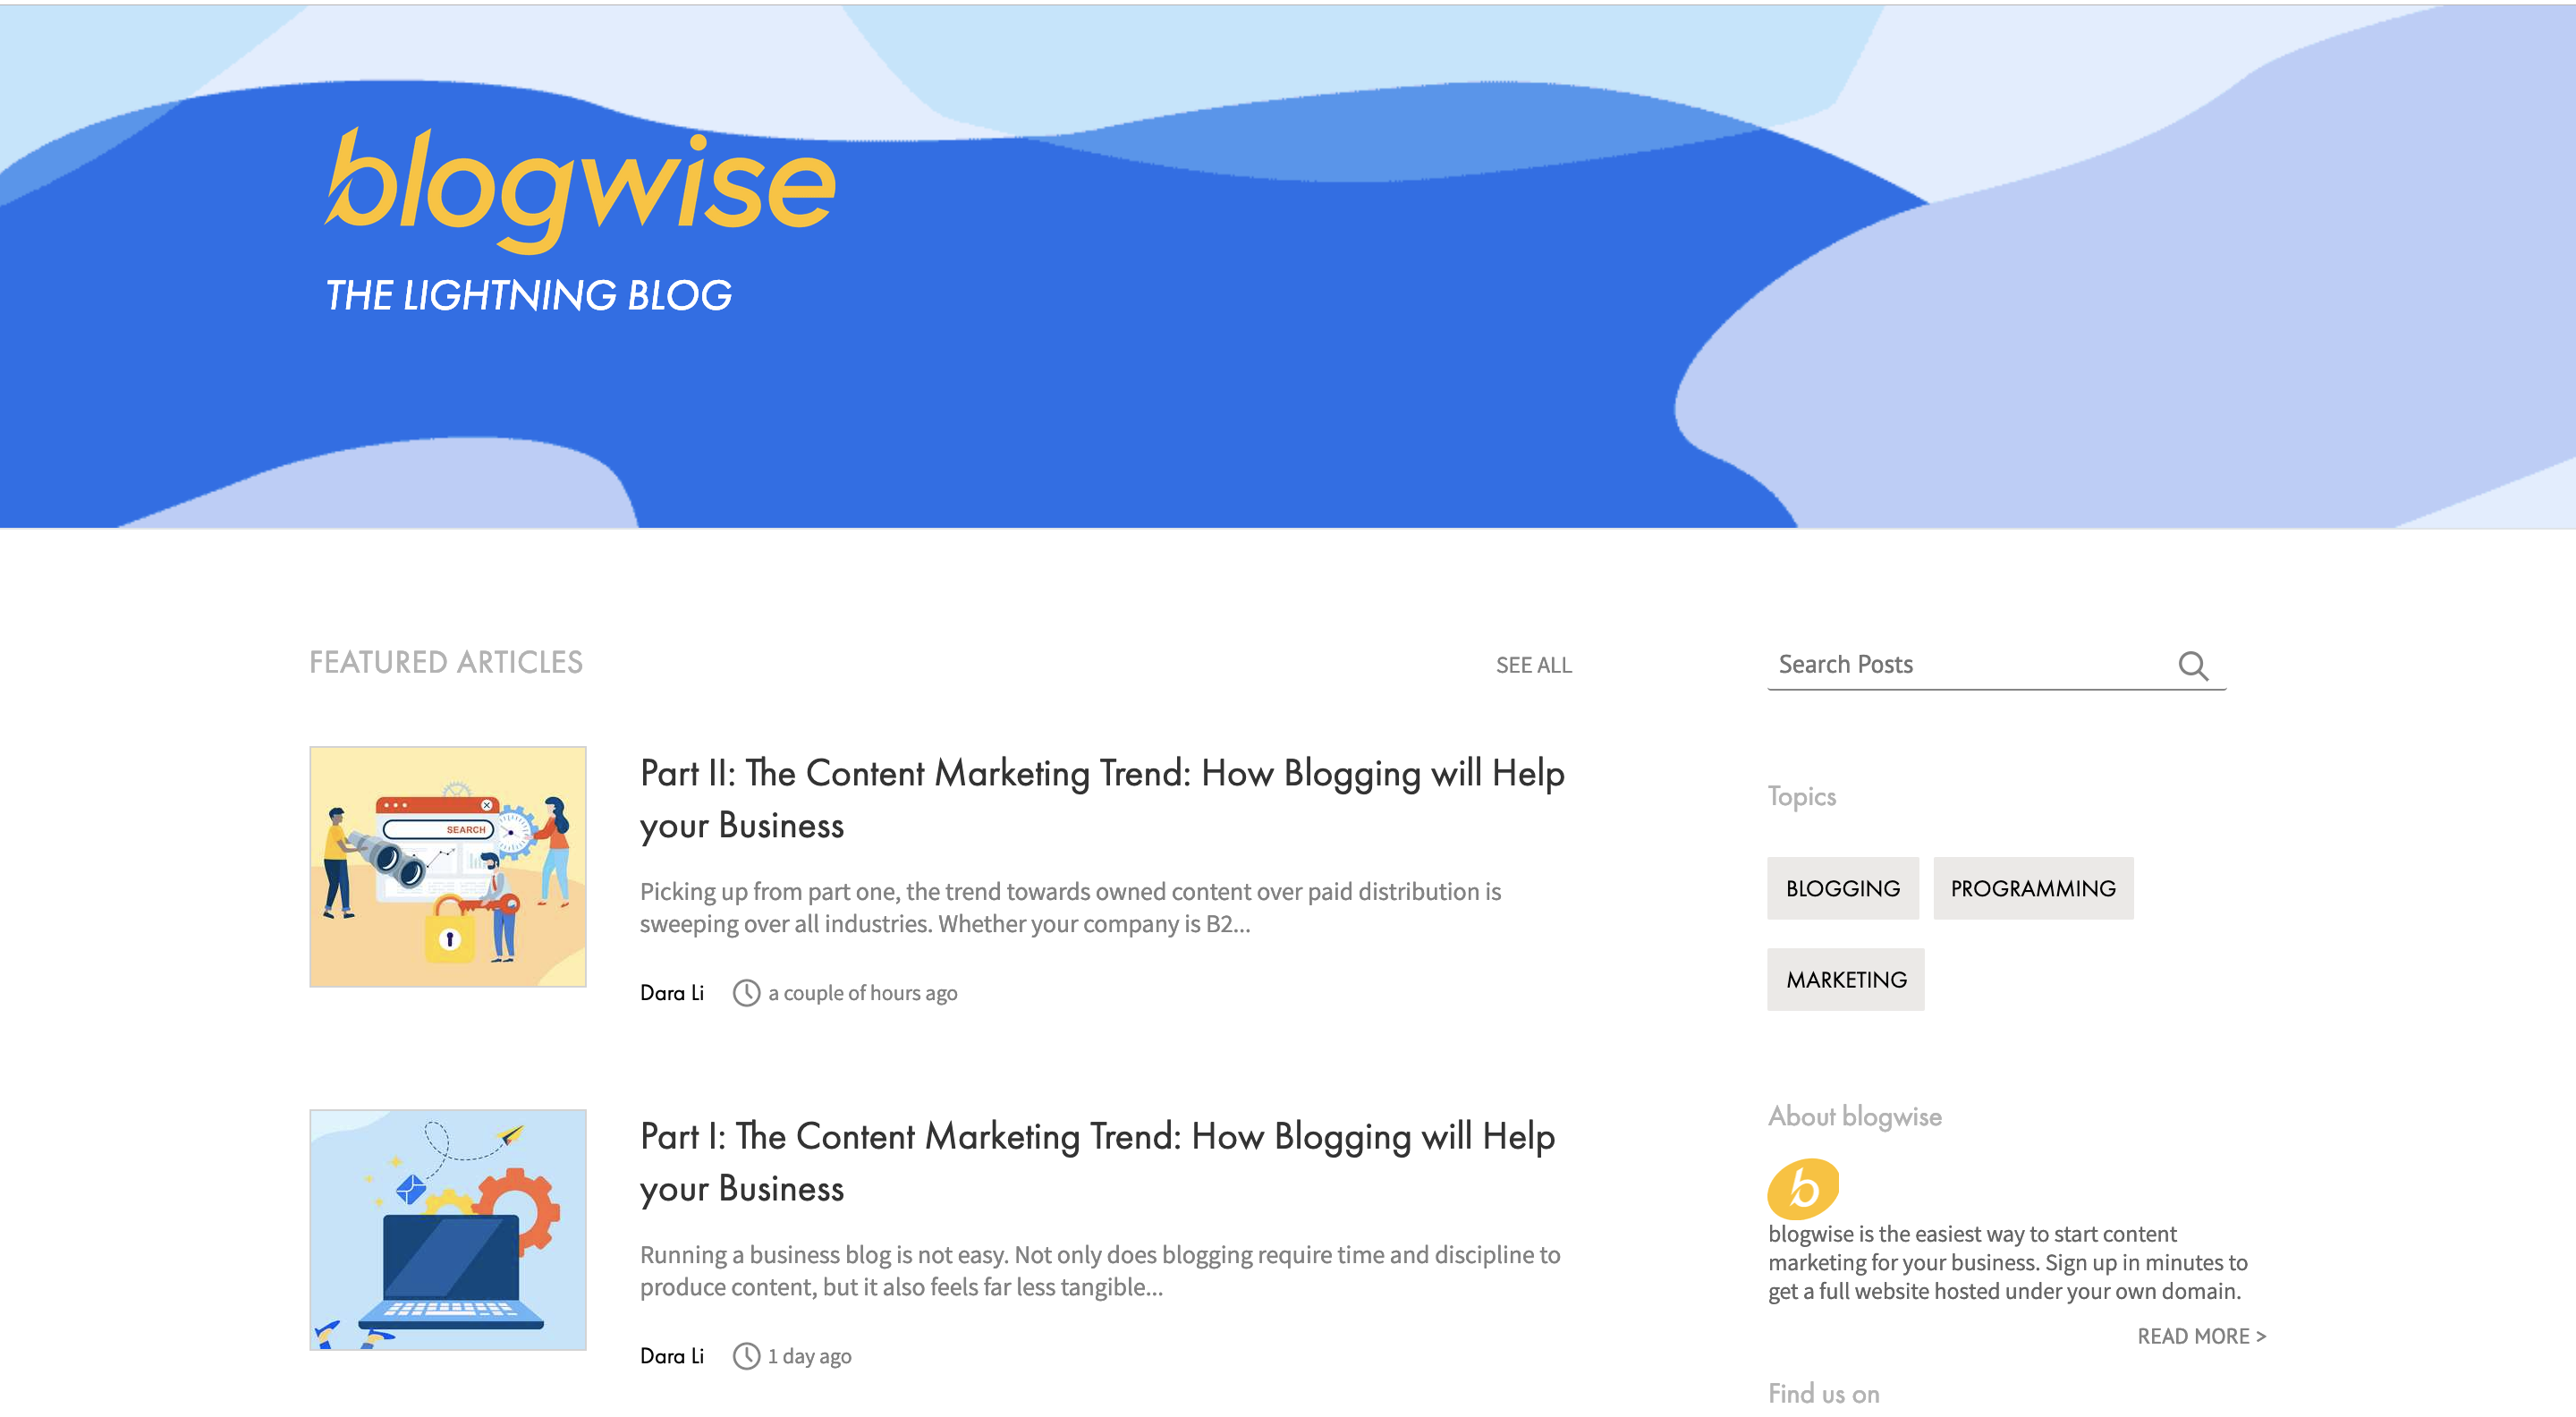 blogwise
THE LIGHTNING BLOG
FEATURED ARTICLES
SEE ALL
SEARCH
Part II: The Content Marketing Trend: How Blogging will Help
your Business
Picking up from part one, the trend towards owned content over paid distribution is
sweeping over all industries. Whether your company is B2...
Dara Li
a couple of hours ago
Part I: The Content Marketing Trend: How Blogging will Help
your Business
Running a business blog is not easy. Not only does blogging require time and discipline to
produce content, but it also feels far less tangible...
Dara Li
1 day ago
Search Posts
Topics
BLOGGING
PROGRAMMING
MARKETING
About blogwise
b
blogwise is the easiest way to start content
marketing for your business. Sign up in minutes to
get a full website hosted under your own domain.
READ MORE >
Find us on